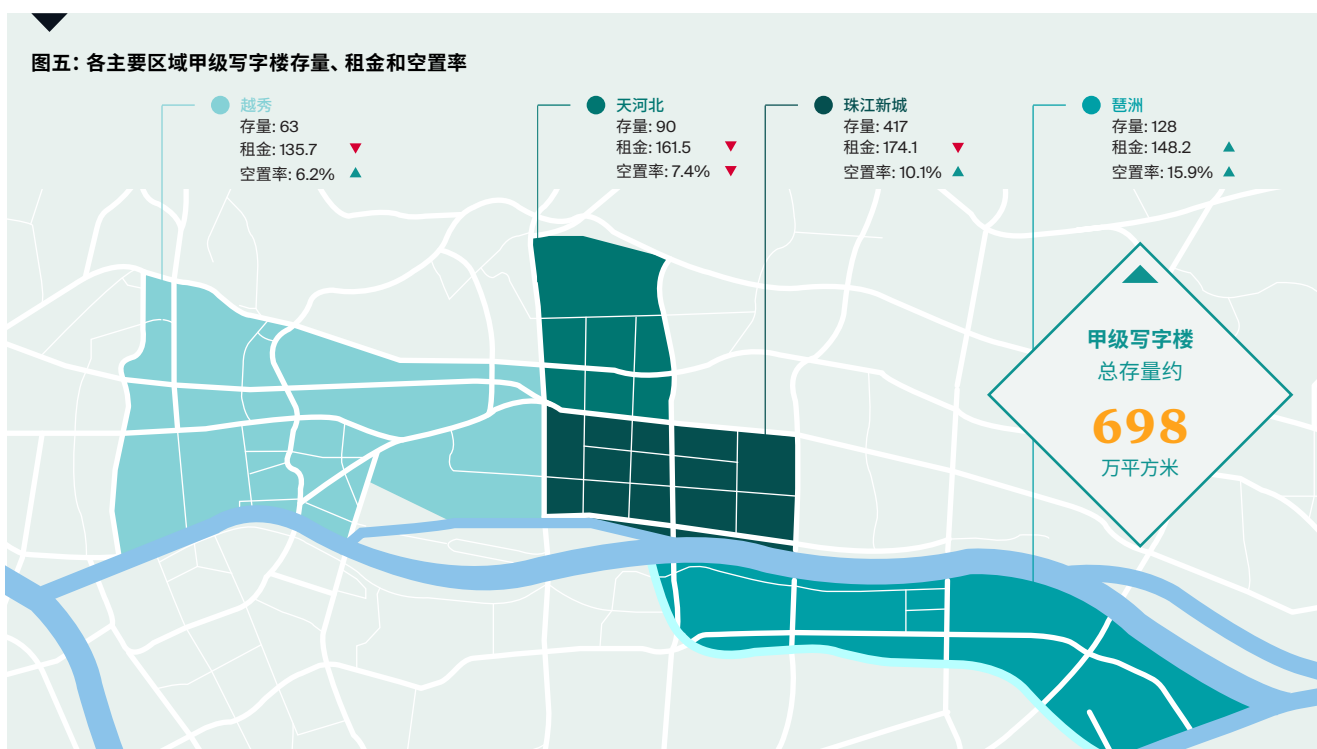 图五：各主要区域甲级写字楼存量、租金和空置率
越秀
存量: 63
租金: 135.7
空置率: 6.2%
天河北
存量: 90
租金: 161.5
空置率: 7.4%
珠江新城
存量: 417
租金: 174.1
空置率: 10.1%
琶洲
存量: 128
租金: 148.2
空置率: 15.9%
甲级写字楼
总存量约
698
万平方米